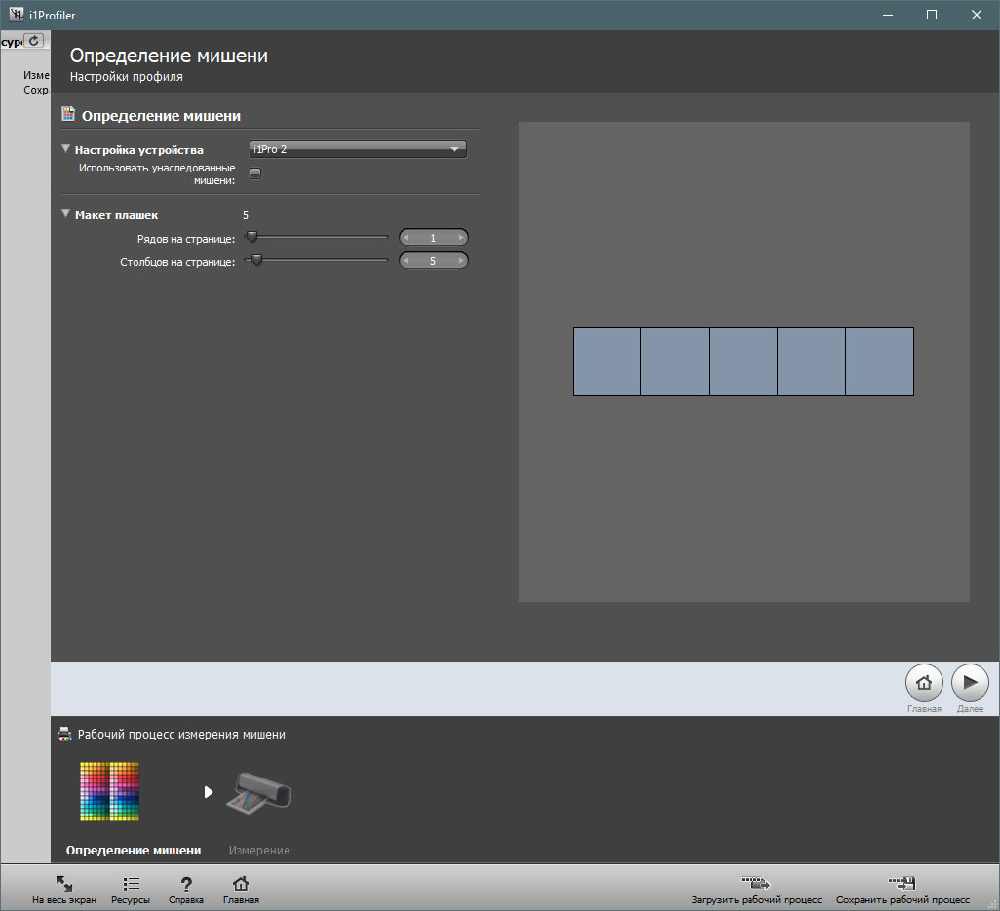 i1Profiler
сурс
Изме
Сохр
Определение мишени
Настройки профиля
Определение мишени
Настройка устройства
i1Pro 2
Использовать унаследованные
мишени:
Макет плашек 5
Рядов на странице: 1
Столбцов на странице: 5
Главная
Далее
Рабочий процесс измерения мишени
Определение мишени
Измерение
На весь экран
Ресурсы
Справка
Главная
Загрузить рабочий процесс
Сохранить рабочий процесс